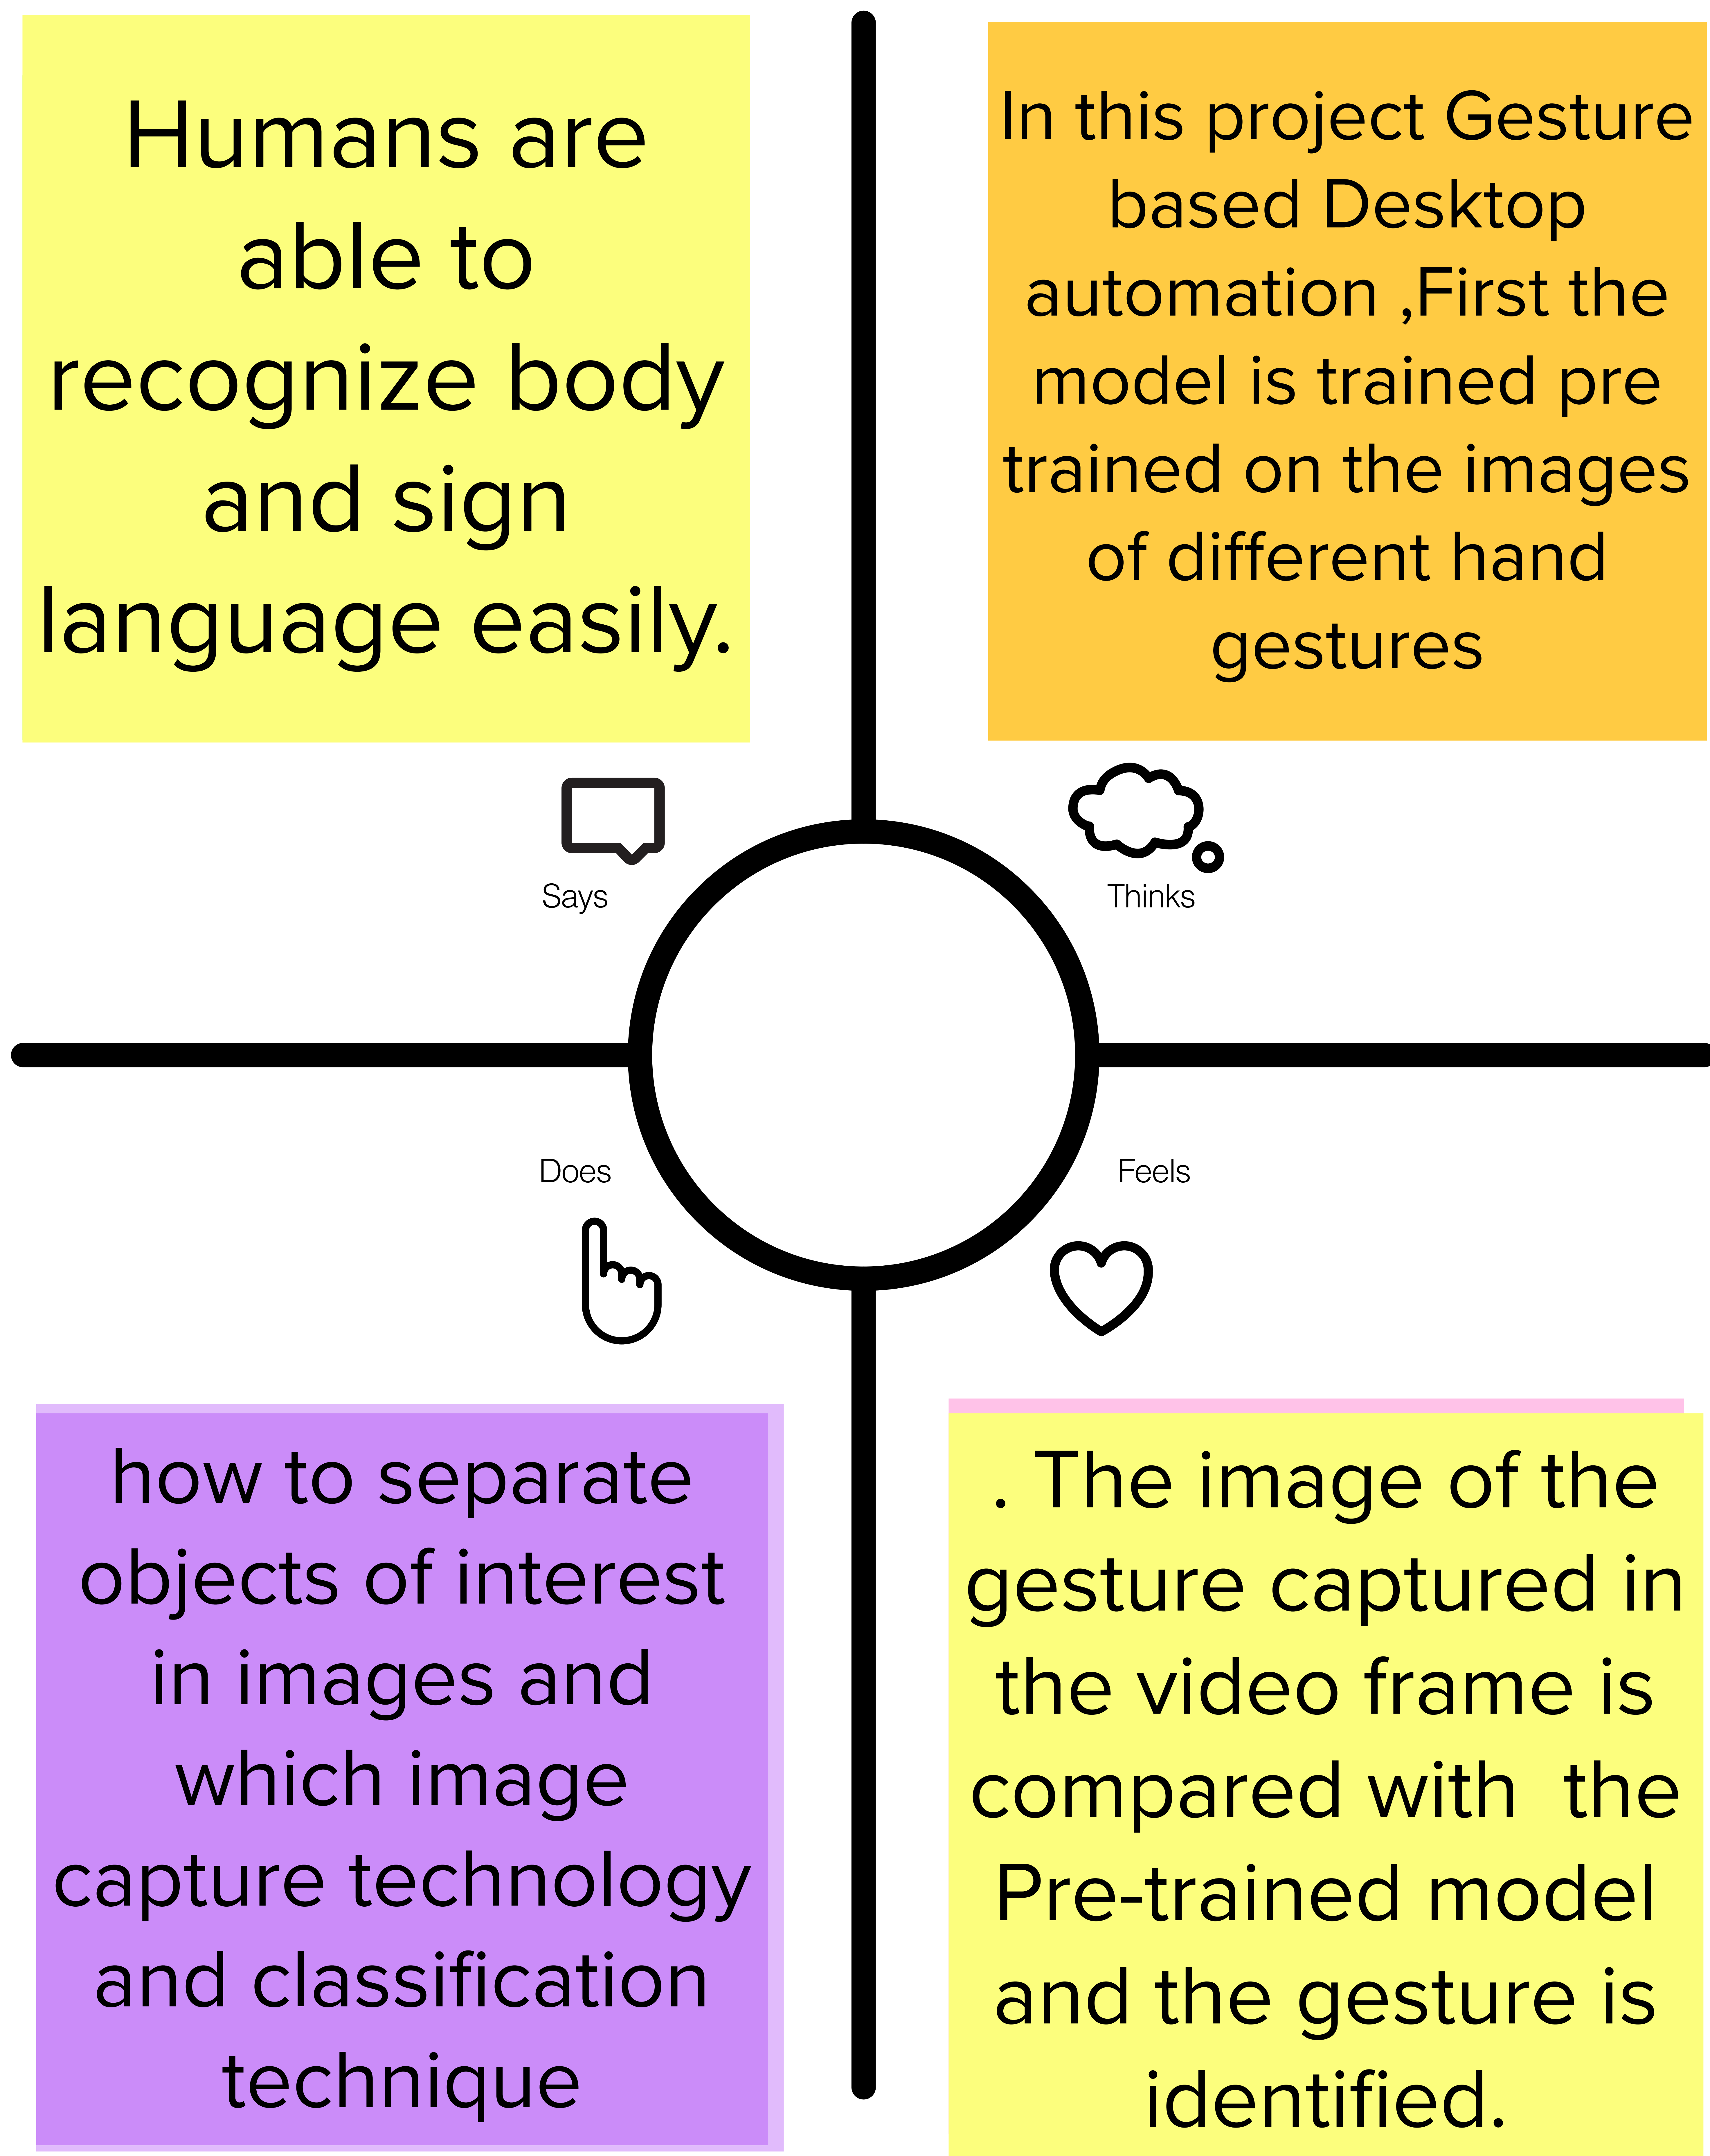 Humans are
able to
recognize body
and sign
language easily.
In this project Gesture
based Desktop
automation ,First the
model is trained pre
trained on the images
of different hand
gestures
Says
Thinks
Does
Feels
how to separate
objects of interest
in images and
which image
capture technology
and classification
technique
. The image of the
gesture captured in
the video frame is
compared with  the
Pre-trained model
and the gesture is
identified.